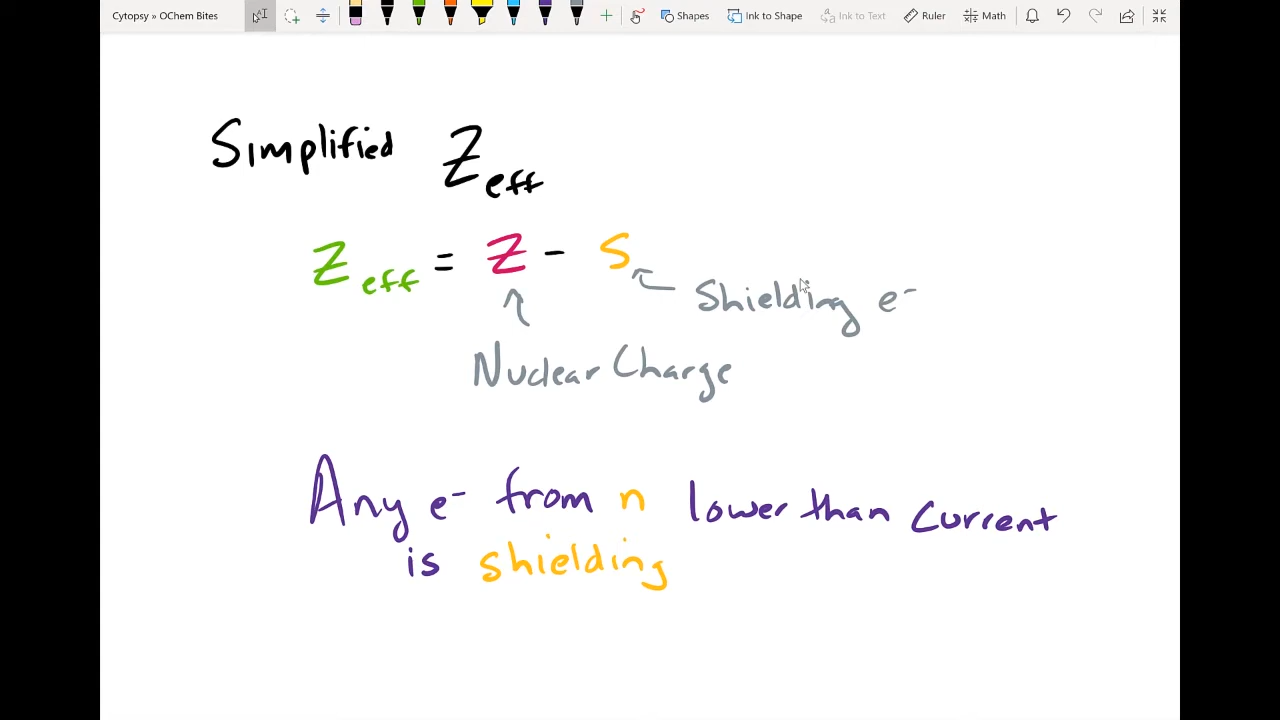 Cytopsy » OChem Bites
Shapes
Ink to Shape
Ink to Text
Ruler
Math
Simplified Zeff
Zeff = Z - S
Shielding e-
Nuclear Charge
Any e- from n lower than current
is shielding